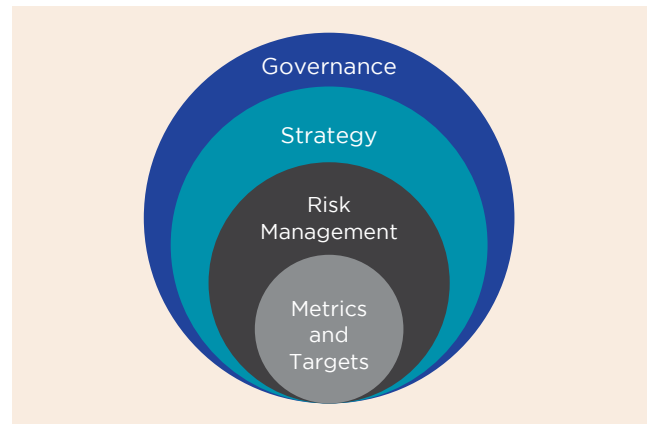 Governance
Strategy
Risk
Management
Metrics
and
Targets